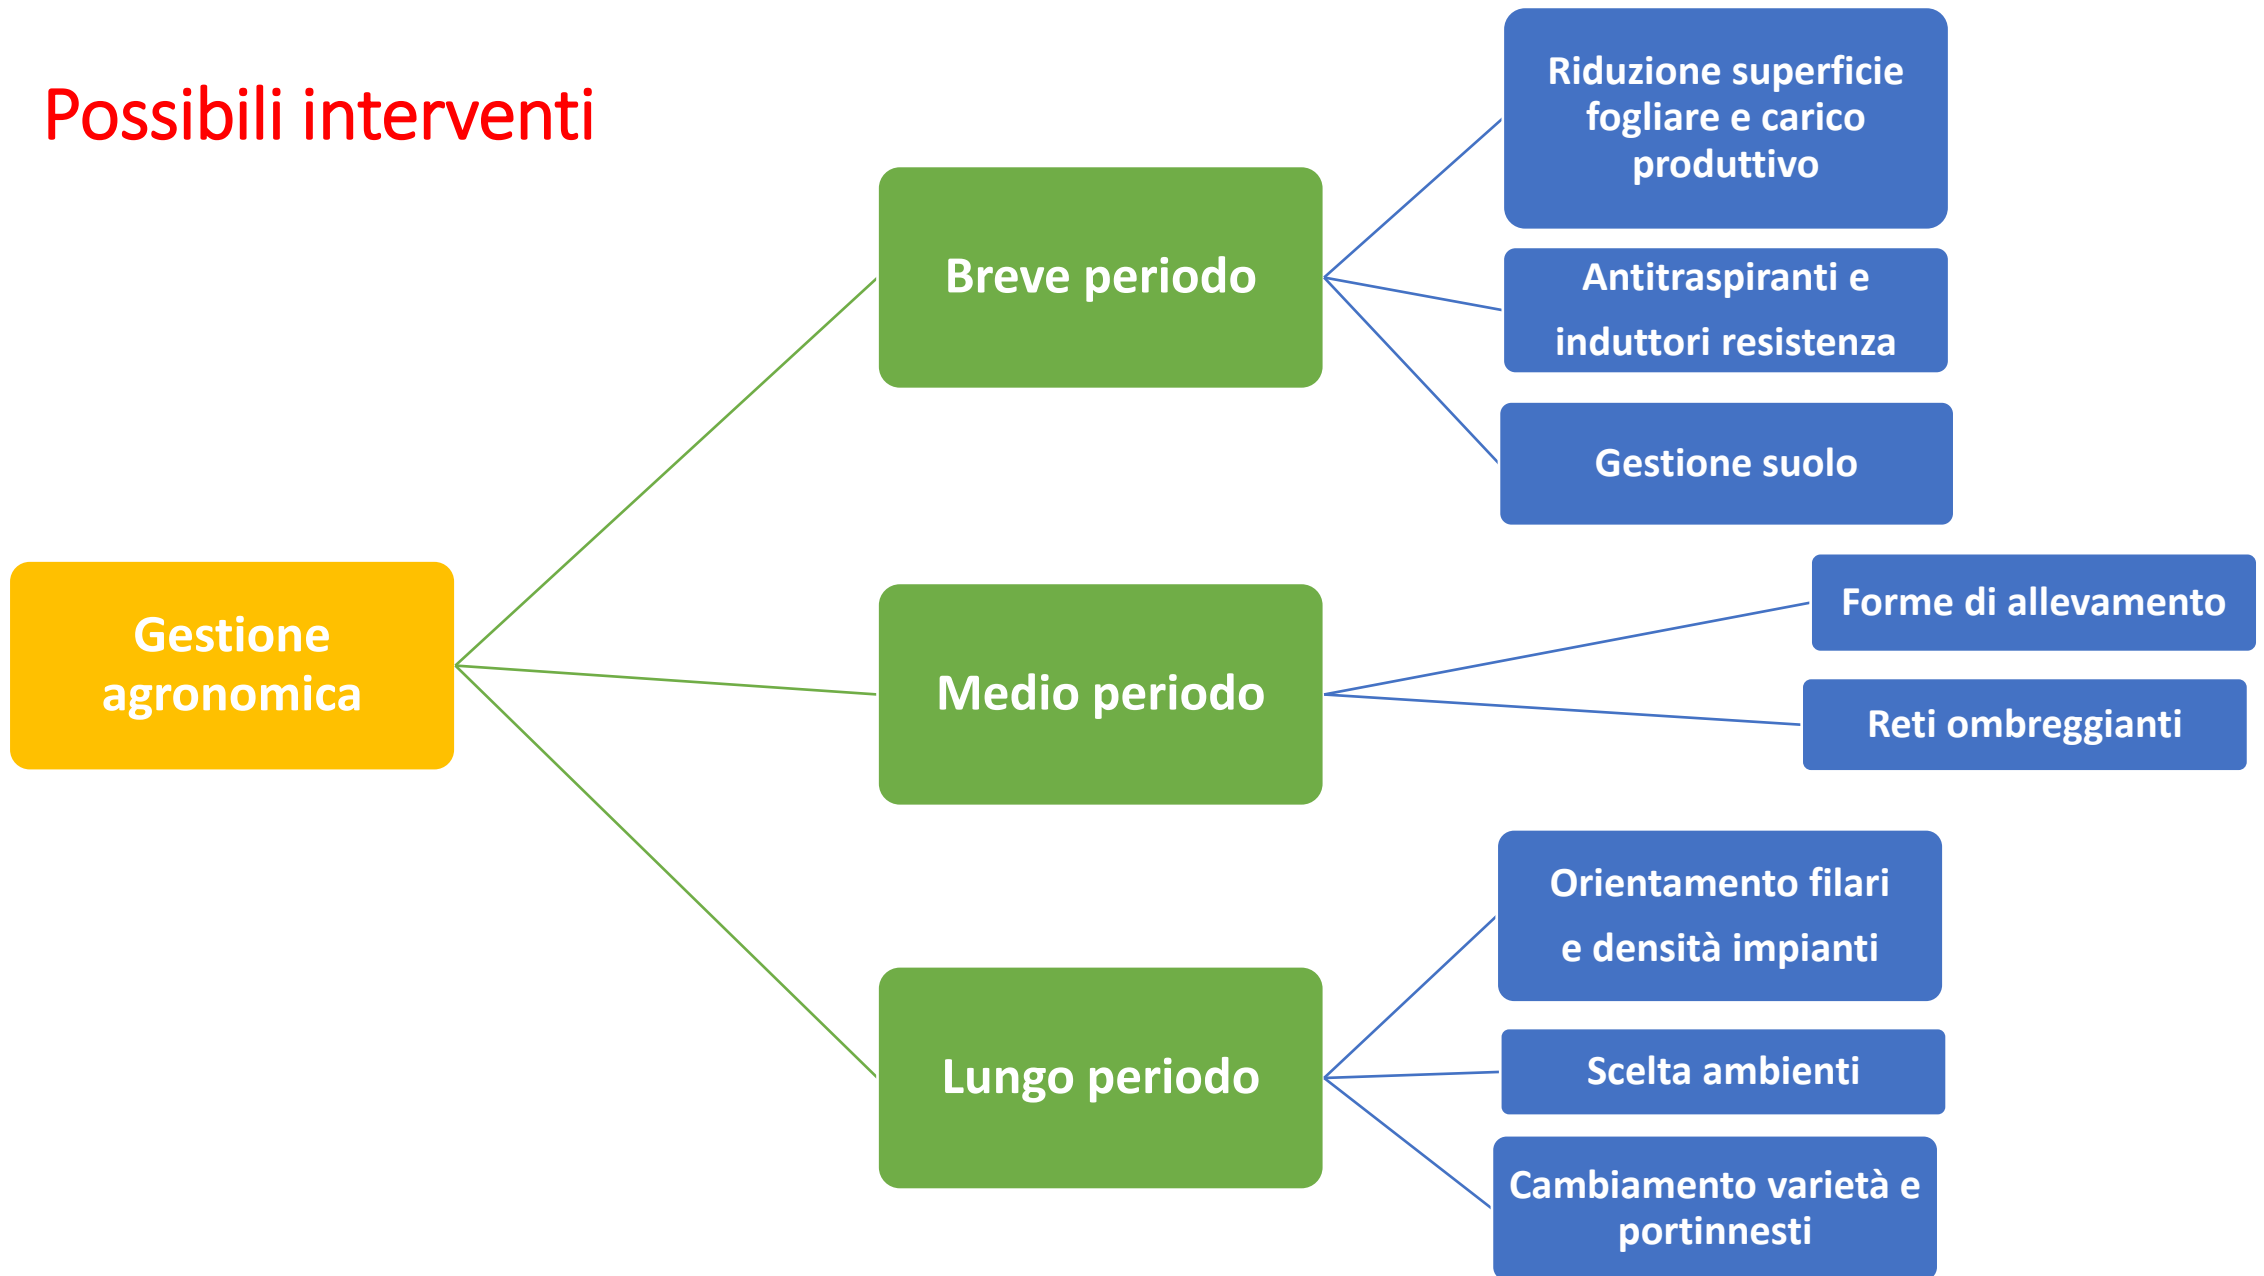 Possibili interventi
Gestione
agronomica
Breve periodo
Riduzione superficie
fogliare e carico
produttivo
Antitraspiranti e
induttori resistenza
Gestione suolo
Medio periodo
Forme di allevamento
Reti ombreggianti
Lungo periodo
Orientamento filari
e densità impianti
Scelta ambienti
Cambiamento varietà e
portinnesti